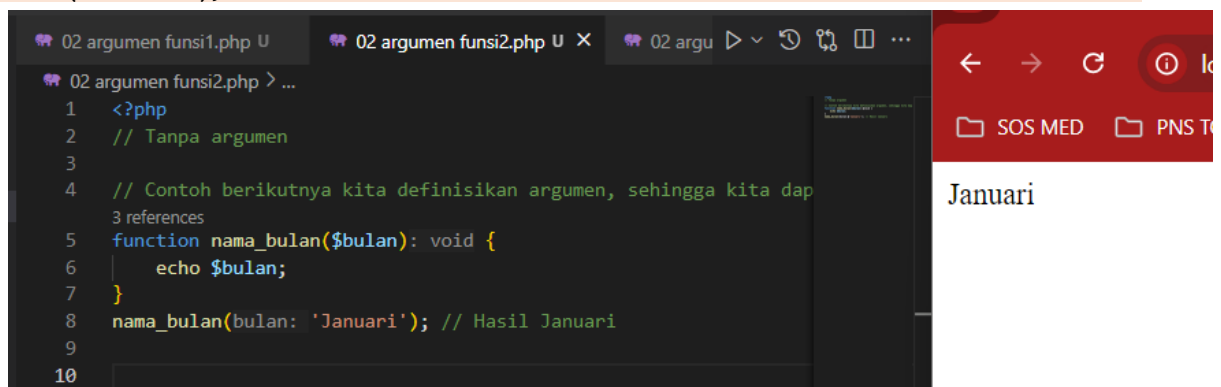 02 argumen funsi1.php U
02 argumen funsi2.php U
02 argu
02 argumen funsi2.php > ...
1 <?php
2 // Tanpa argumen
3
4 // Contoh berikutnya kita definisikan argumen, sehingga kita dap
3 references
5 function nama_bulan($bulan): void {
6 echo $bulan;
7 }
8 nama_bulan(bulan: 'Januari'); // Hasil Januari
9
10
lo
SOS MED
PNS TO
Januari